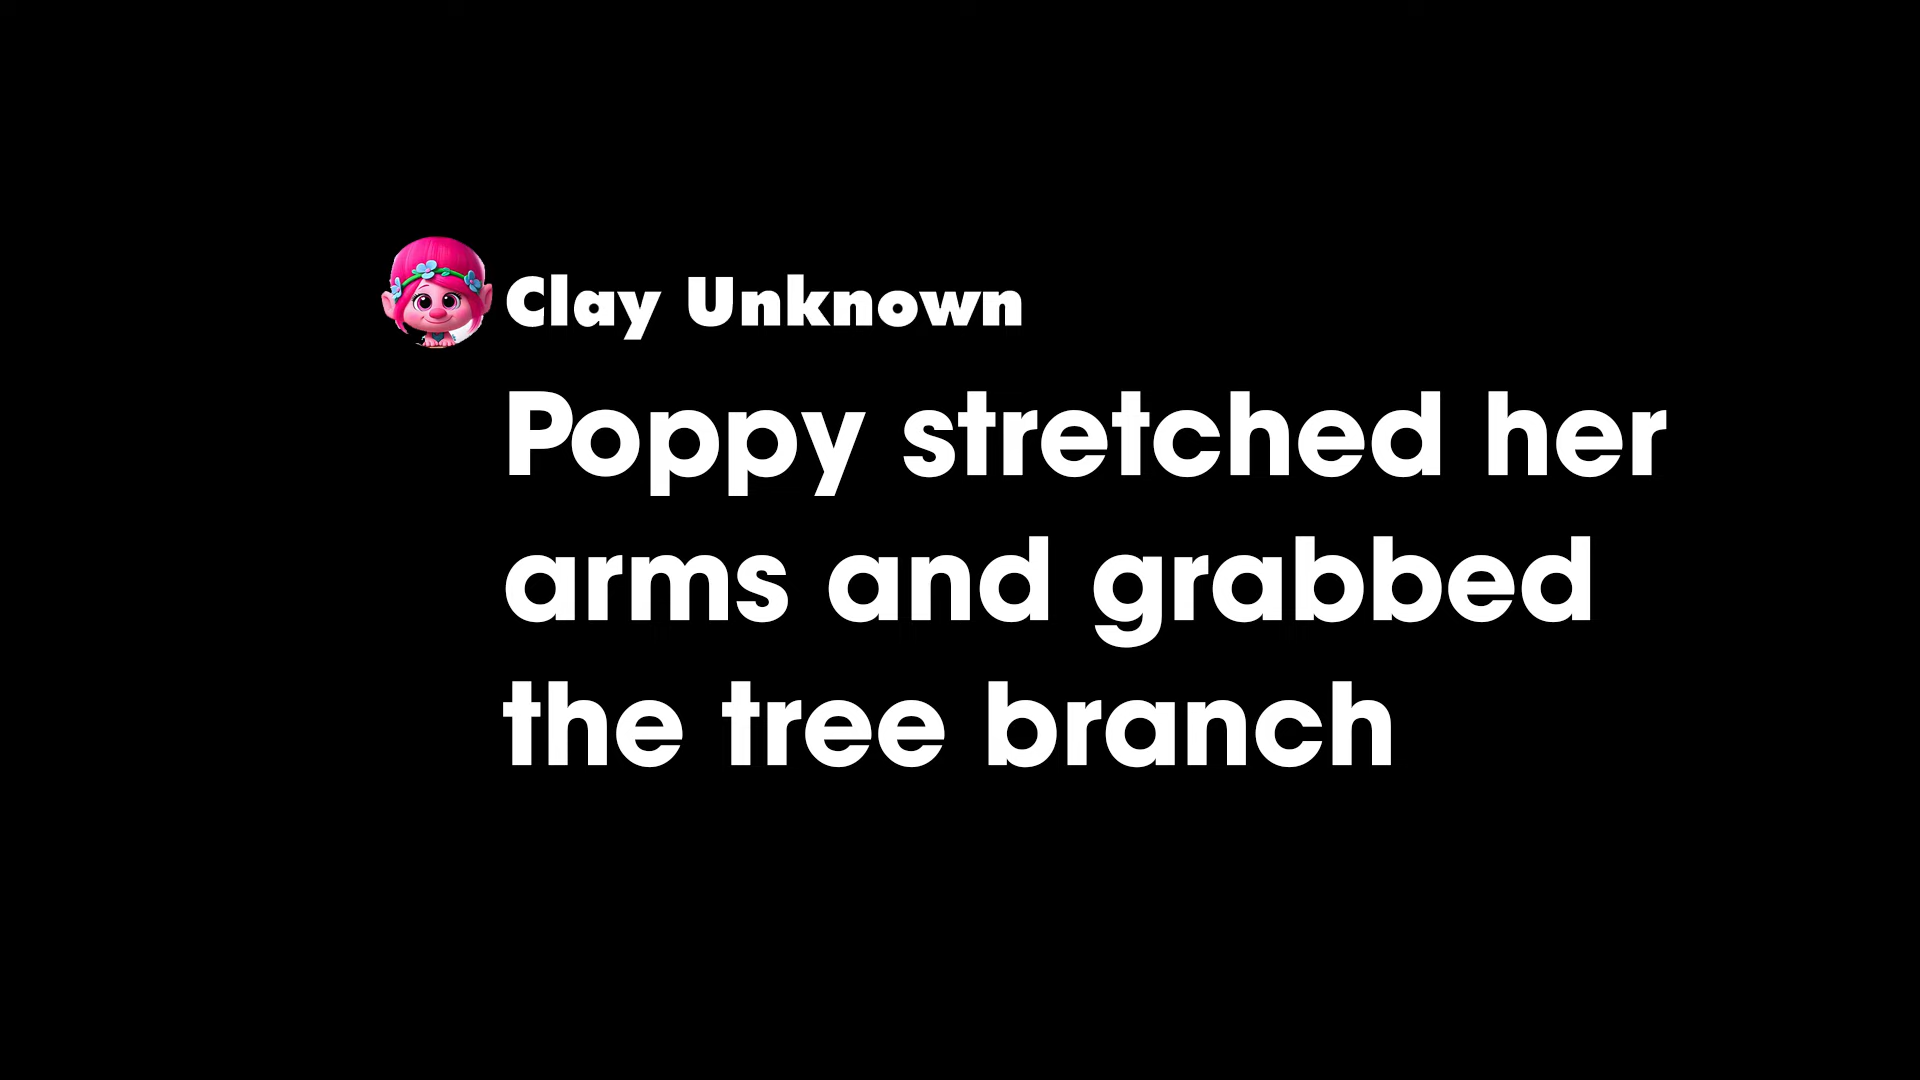 Clay Unknown
Poppy stretched her
arms and grabbed
the tree branch